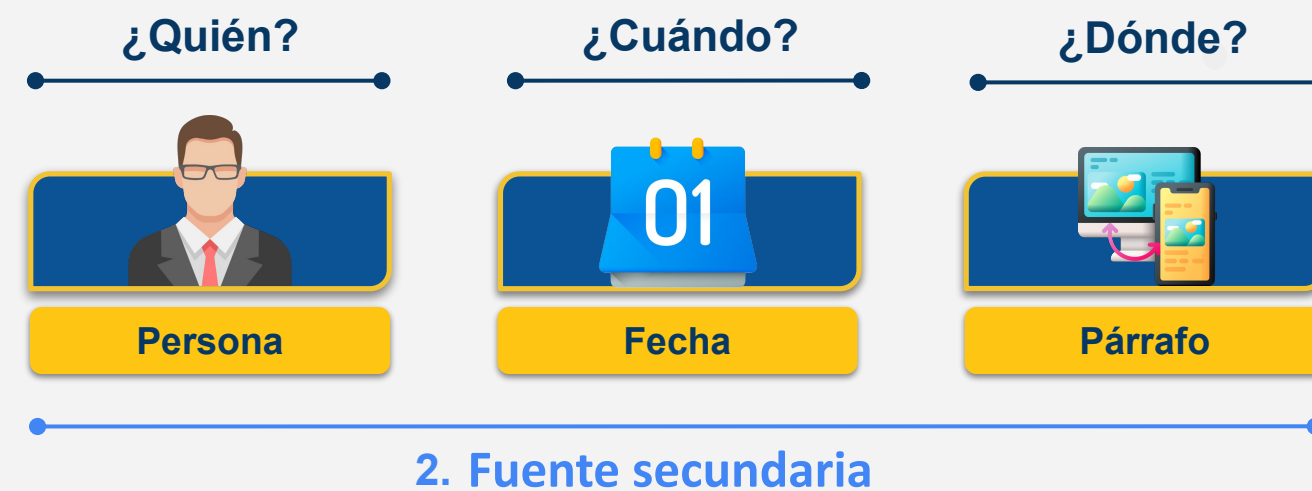 ¿Quién? ¿Cuándo? ¿Dónde?
01
Persona Fecha Párrafo
2. Fuente secundaria